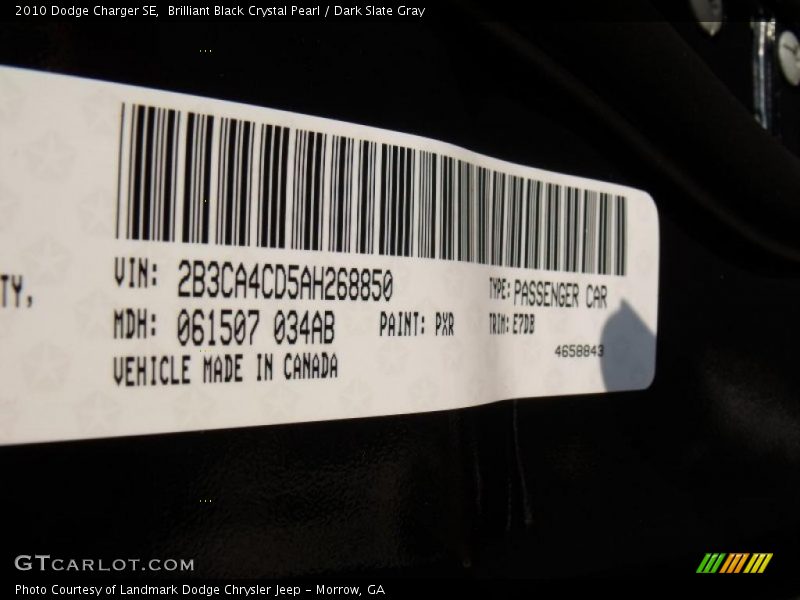 2010 Dodge Charger SE,  Brilliant Black Crystal Pearl / Dark Slate Gray
TY,
VIN: 2B3CA4CD5AH268850
TYPE: PASSENGER CAR
MDH: 061507 034AB
PAINT: PXR
TRIM: E7DB
VEHICLE MADE IN CANADA
4658843
GTCARLOT.COM
Photo Courtesy of Landmark Dodge Chrysler Jeep - Morrow, GA